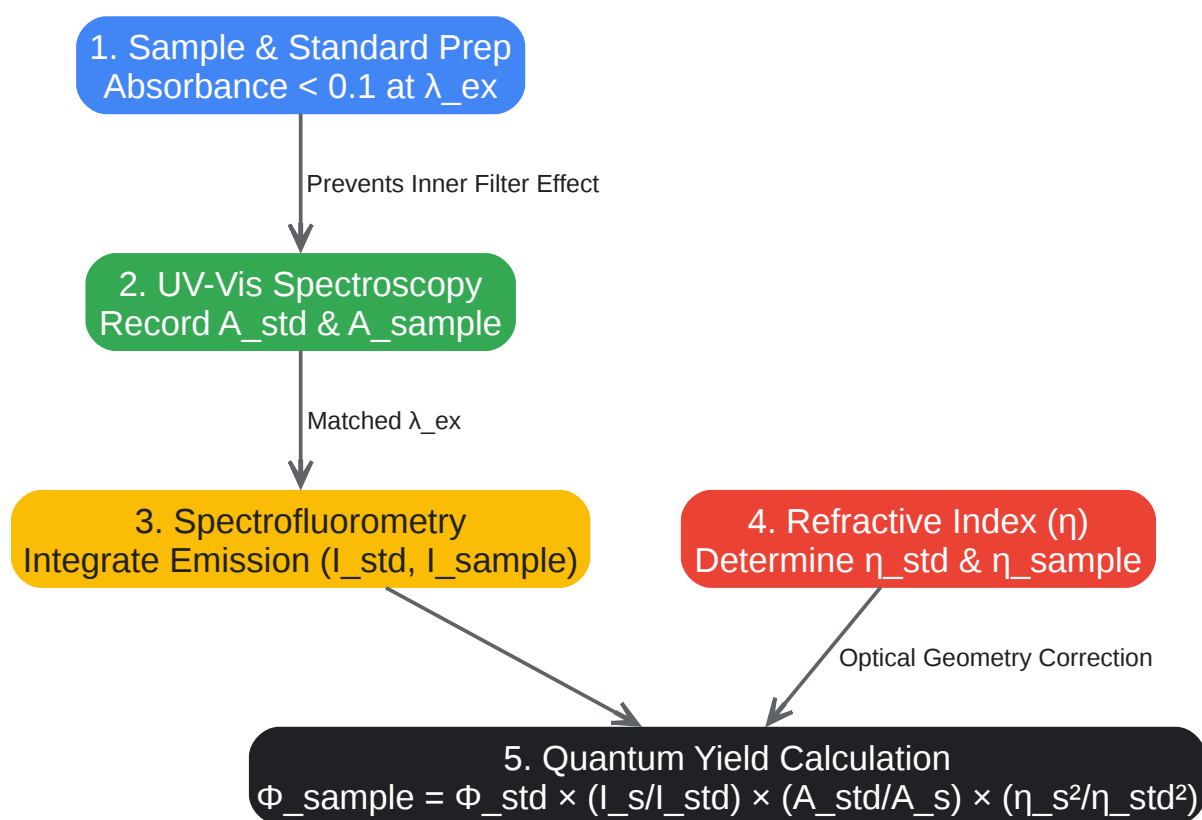 1. Sample & Standard Prep
Absorbance < 0.1 at λ_ex
Prevents Inner Filter Effect
2. UV-Vis Spectroscopy
Record A_std & A_sample
Matched λ_ex
3. Spectrofluorometry
Integrate Emission (I_std, I_sample)
4. Refractive Index (η)
Determine η_std & η_sample
Optical Geometry Correction
5. Quantum Yield Calculation
Φ_sample = Φ_std × (I_s/I_std) × (A_std/A_s) × (η_s²/η_std²)